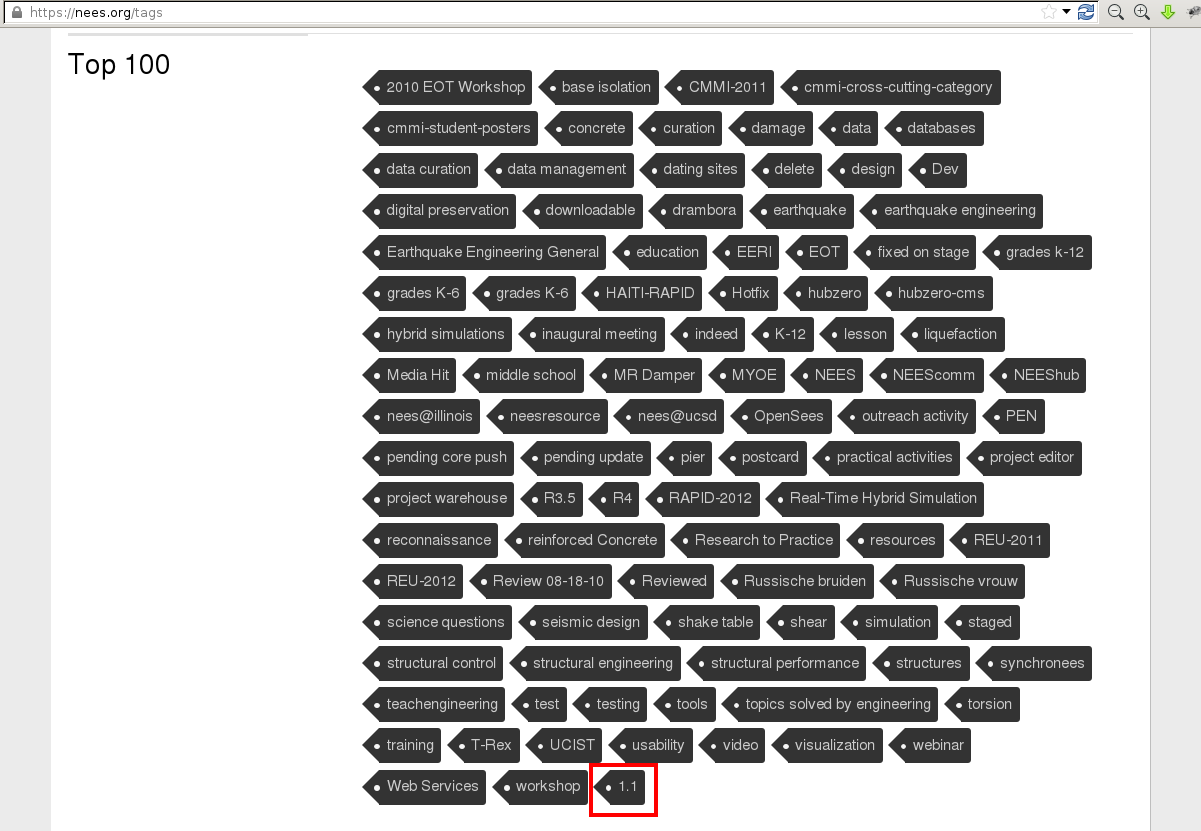 https://nees.org/tags
Top 100
2010 EOT Workshop base isolation CMMI-2011 cmmi-cross-cutting-category
cmmi-student-posters concrete curation damage data databases
data curation data management dating sites delete design Dev
digital preservation downloadable drambora earthquake earthquake engineering
Earthquake Engineering General education EERI EOT fixed on stage grades k-12
grades K-6 grades K-6 HAITI-RAPID Hotfix hubzero hubzero-cms
hybrid simulations inaugural meeting indeed K-12 lesson liquefaction
Media Hit middle school MR Damper MYOE NEES NEEScomm NEEShub
nees@illinois neesresource nees@ucsd OpenSees outreach activity PEN
pending core push pending update pier postcard practical activities project editor
project warehouse R3.5 R4 RAPID-2012 Real-Time Hybrid Simulation
reconnaissance reinforced Concrete Research to Practice resources REU-2011
REU-2012 Review 08-18-10 Reviewed Russische bruiden Russische vrouw
science questions seismic design shake table shear simulation staged
structural control structural engineering structural performance structures synchronees
teachengineering test testing tools topics solved by engineering torsion
training T-Rex UCIST usability video visualization webinar
Web Services workshop 1.1